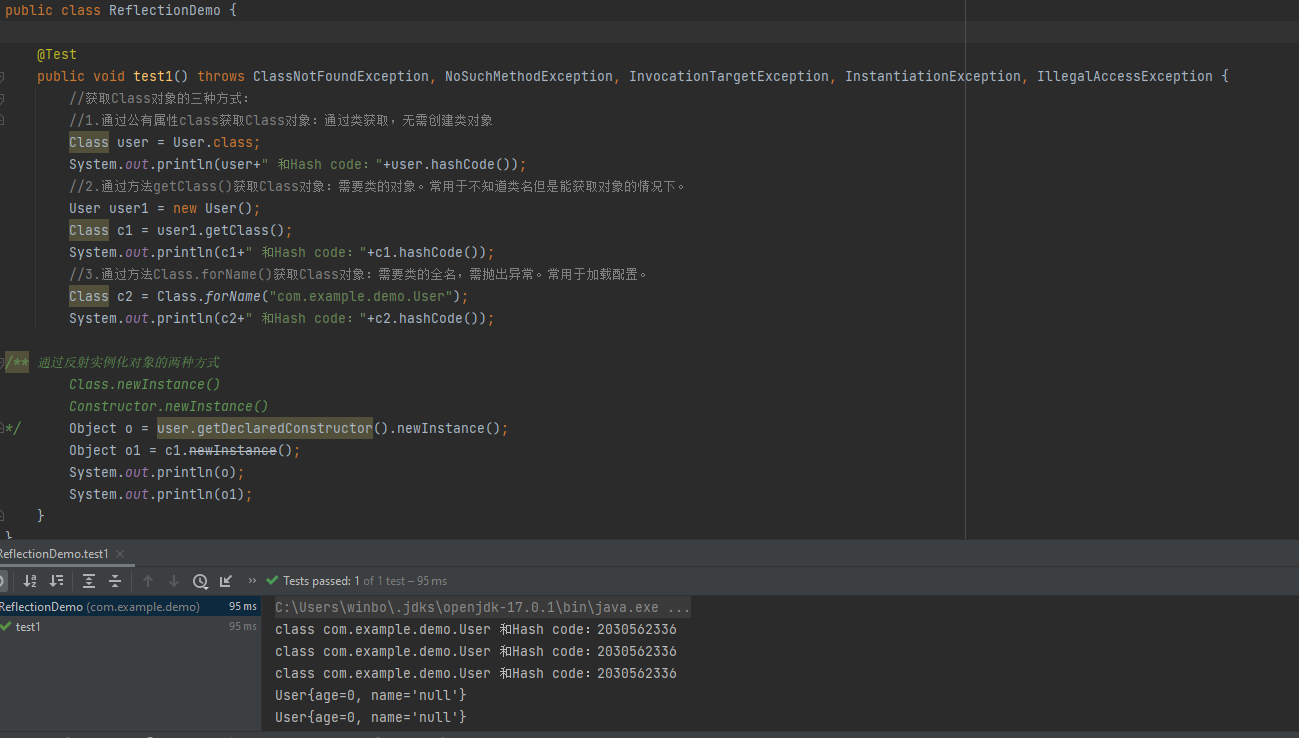 public class ReflectionDemo {
@Test
public void test1() throws ClassNotFoundException, NoSuchMethodException, InvocationTargetException, InstantiationException, IllegalAccessException {
//获取Class对象的三种方式:
//1.通过公有属性class获取Class对象: 通过类获取,无需创建类对象
Class user = User.class;
System.out.println(user+" 和Hash code: "+user.hashCode());
//2.通过方法getClass()获取Class对象: 需要类的对象。常用于不知道类名但是能获取对象的情况下。
User user1 = new User();
Class c1 = user1.getClass();
System.out.println(c1+" 和Hash code: "+c1.hashCode());
//3.通过方法Class.forName()获取Class对象: 需要类的全名,需抛出异常。常用于加载配置。
Class c2 = Class.forName("com.example.demo.User");
System.out.println(c2+" 和Hash code: "+c2.hashCode());
/** 通过反射实例化对象的两种方式
Class.newInstance()
Constructor.newInstance()
*/ Object o = user.getDeclaredConstructor().newInstance();
Object o1 = c1.newInstance();
System.out.println(o);
System.out.println(o1);
}
}
ReflectionDemo.test1 ×
» Tests passed: 1 of 1 test – 95 ms
ReflectionDemo (com.example.demo) 95 ms
test1 95 ms
C:\Users\winbo\.jdks\openjdk-17.0.1\bin\java.exe ...
class com.example.demo.User 和Hash code: 2030562336
class com.example.demo.User 和Hash code: 2030562336
class com.example.demo.User 和Hash code: 2030562336
User{age=0, name='null'}
User{age=0, name='null'}